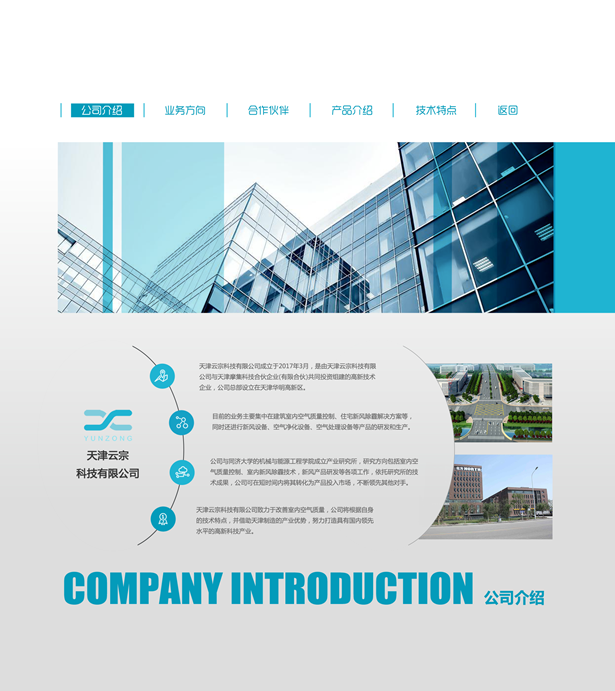 公司介绍
业务方向
合作伙伴
产品介绍
技术特点
返回
天津云宗科技有限公司成立于2017年3月，是由天津云宗科技有限
公司与天津摩集科技合伙企业(有限合伙)共同投资组建的高新技术
企业，公司总部设立在天津华明高新区。
目前的业务主要集中在建筑室内空气质量控制、住宅新风除霾解决方案等，
同时还进行新风设备、空气净化设备、空气处理设备等产品的研发和生产。
YUNZONG
天津云宗
科技有限公司
公司与同济大学的机械与能源工程学院成立产业研究所，研究方向包括室内空
气质量控制、室内新风除霾技术，新风产品研发等各项工作，依托研究所的技
术成果，公司可在短时间内将其转化为产品投入市场，不断领先其他对手。
天津云宗科技有限公司致力于改善室内空气质量，公司将根据自身
的技术特点，并借助天津制造的产业优势，努力打造具有国内领先
水平的高新科技产业。
COMPANY INTRODUCTION 公司介绍